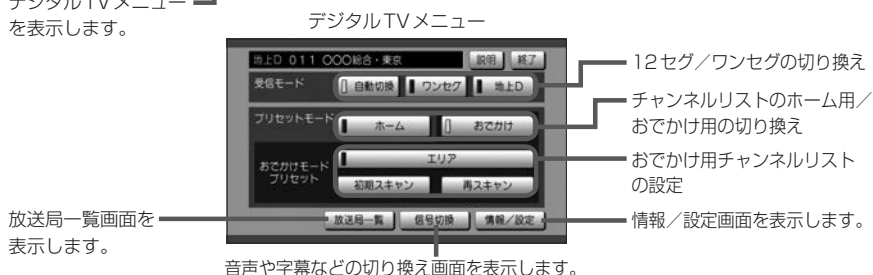 デジタルTVメニュー
を表示します。
デジタルTVメニュー
地上D 011 〇〇〇総合・東京 説明 終了
受信モード 自動切換 ワンセグ 地上D
プリセットモード ホーム おでかけ
おでかけモード
プリセット
エリア
初期スキャン 再スキャン
放送局一覧 信号切換 情報/設定
12セグ/ワンセグの切り換え
チャンネルリストのホーム用/
おでかけ用の切り換え
おでかけ用チャンネルリスト
の設定
情報/設定画面を表示します。
放送局一覧画面を
表示します。
音声や字幕などの切り換え画面を表示します。